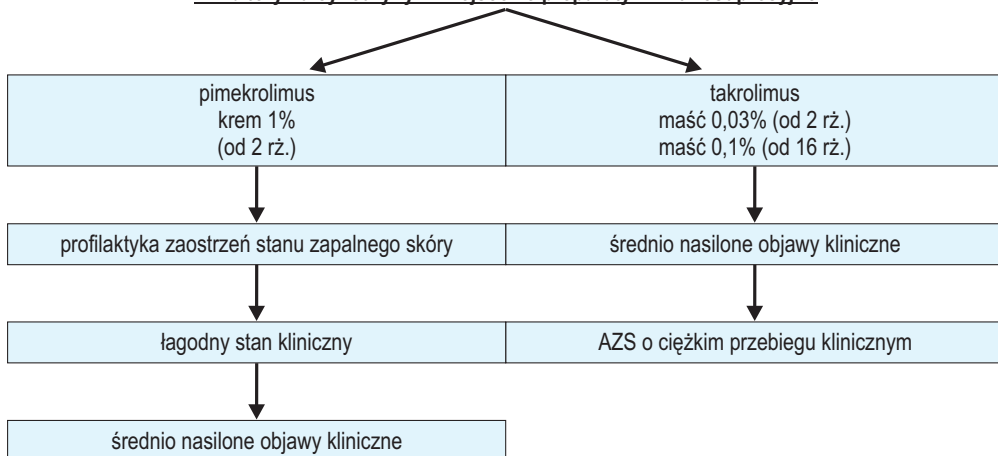 pimekrolimus
krem 1%
(od 2 rż.)
takrolimus
maść 0,03% (od 2 rż.)
maść 0,1% (od 16 rż.)
profilaktyka zaostrzeń stanu zapalnego skóry
średnio nasilone objawy kliniczne
łagodny stan kliniczny
AZS o ciężkim przebiegu klinicznym
średnio nasilone objawy kliniczne